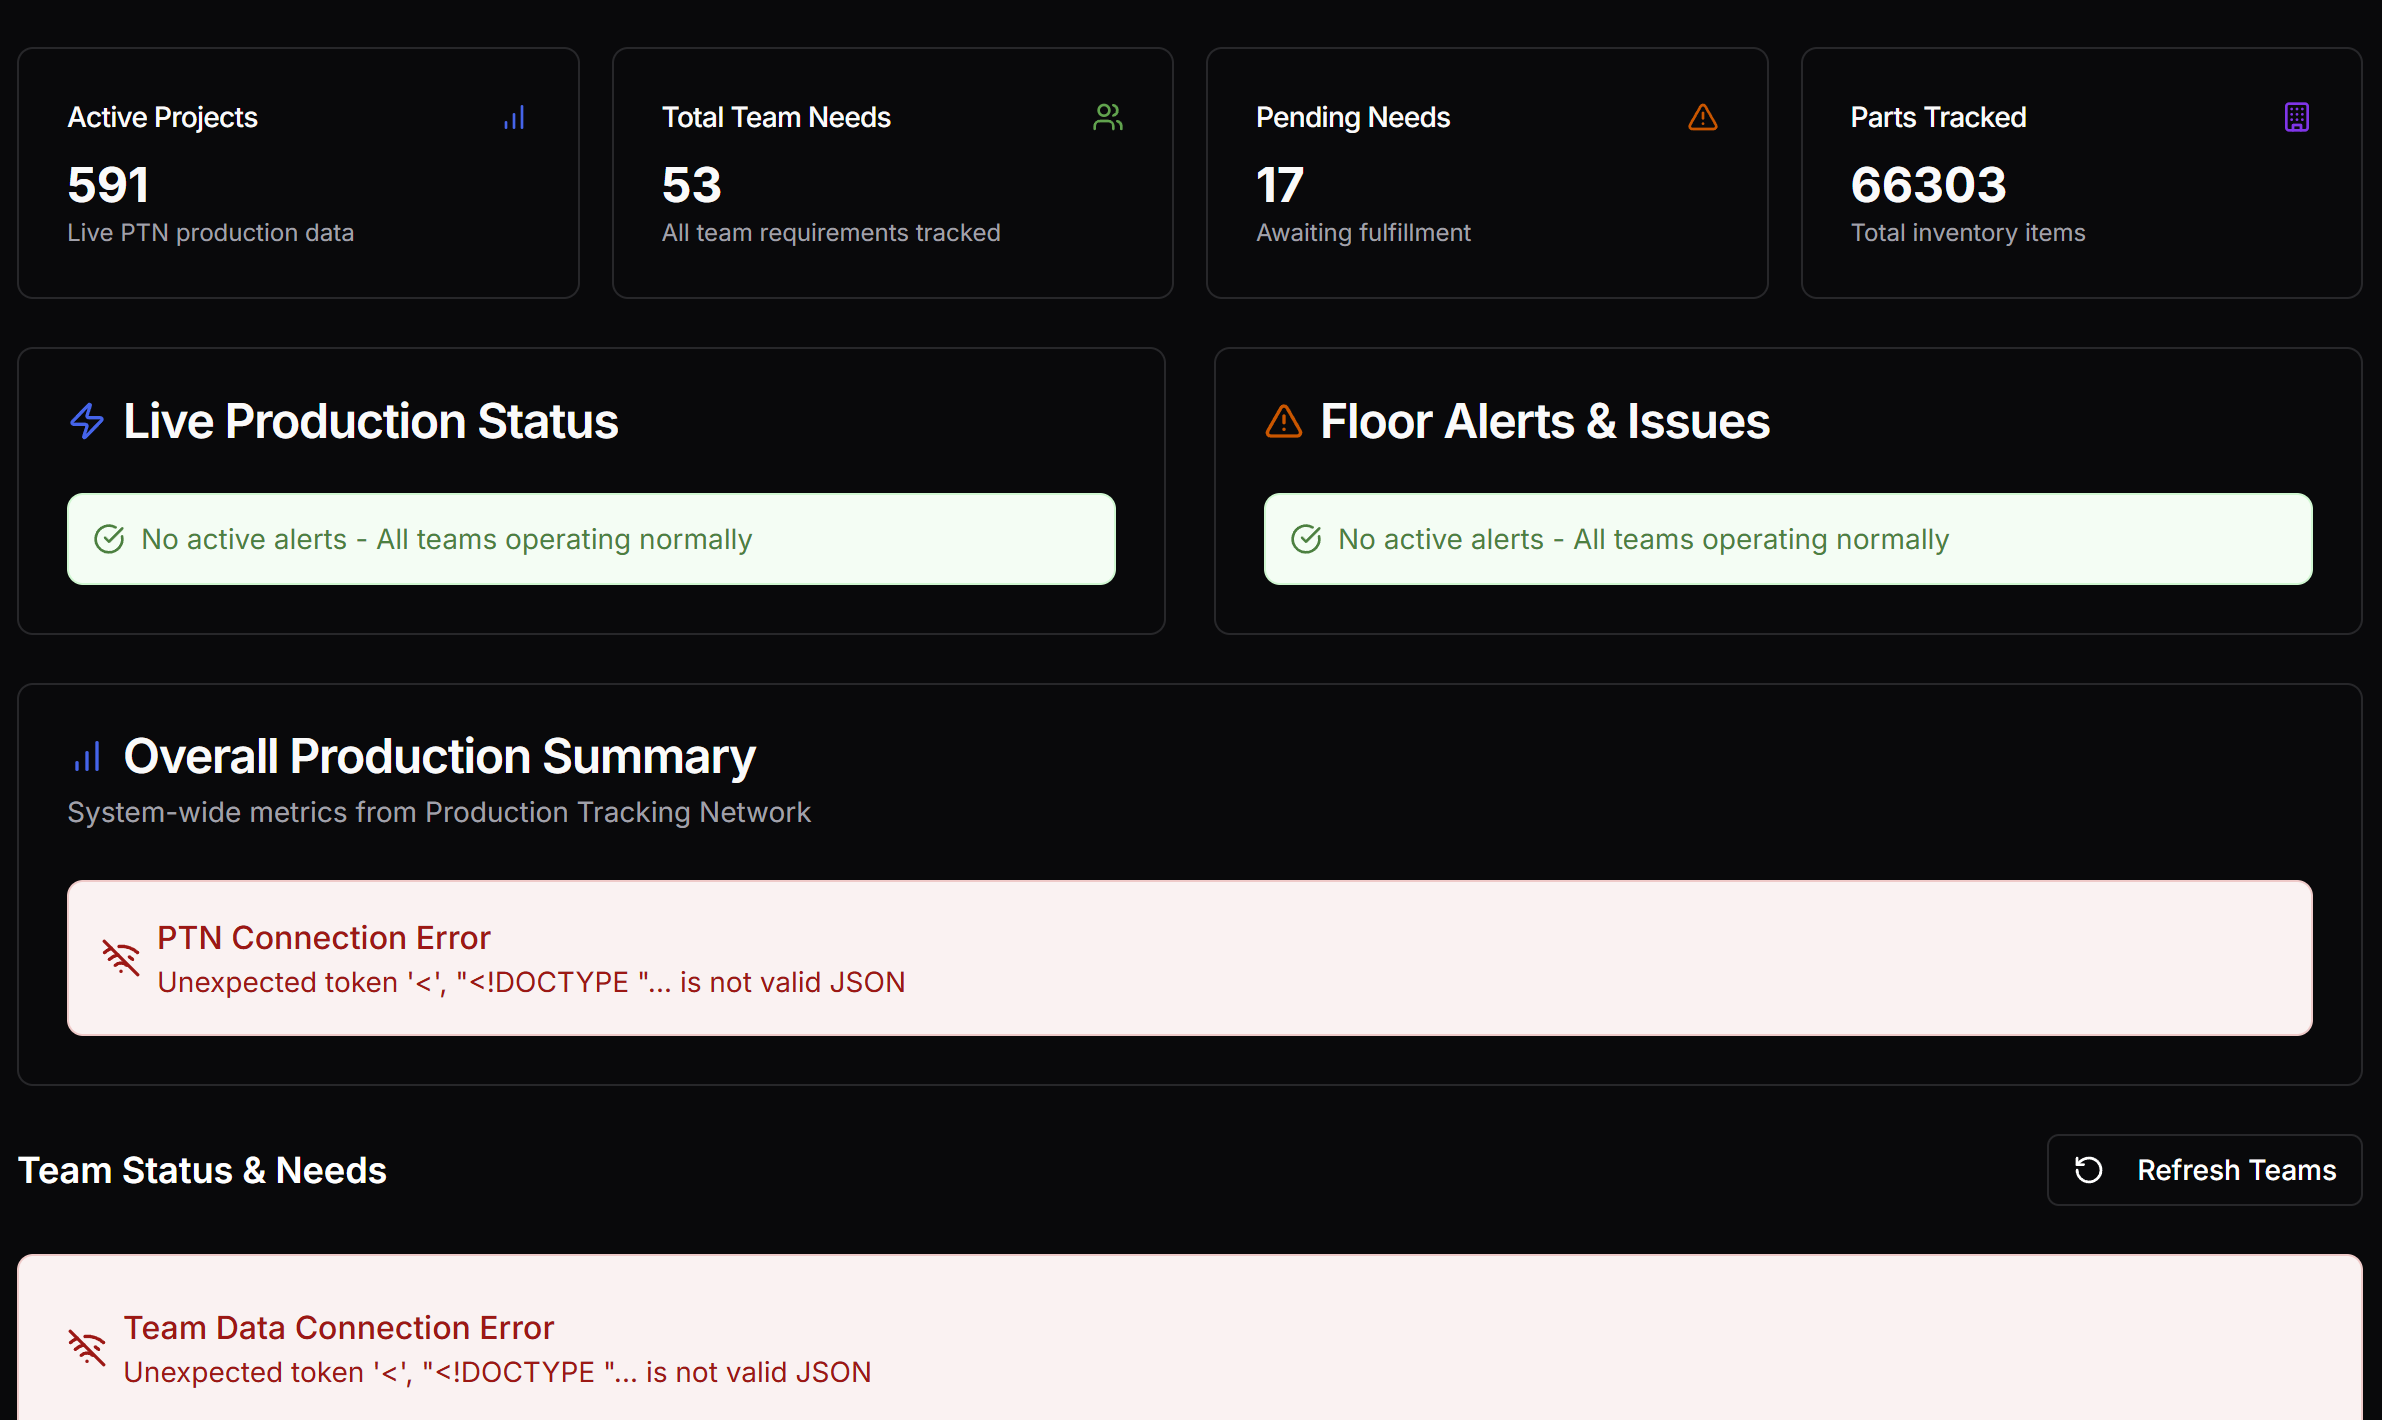 Active Projects
591
Live PTN production data
Total Team Needs
53
All team requirements tracked
Pending Needs
17
Awaiting fulfillment
Parts Tracked
66303
Total inventory items
Live Production Status
No active alerts - All teams operating normally
Floor Alerts & Issues
No active alerts - All teams operating normally
Overall Production Summary
System-wide metrics from Production Tracking Network
PTN Connection Error
Unexpected token '<', "<!DOCTYPE "... is not valid JSON
Team Status & Needs
Refresh Teams
Team Data Connection Error
Unexpected token '<', "<!DOCTYPE "... is not valid JSON